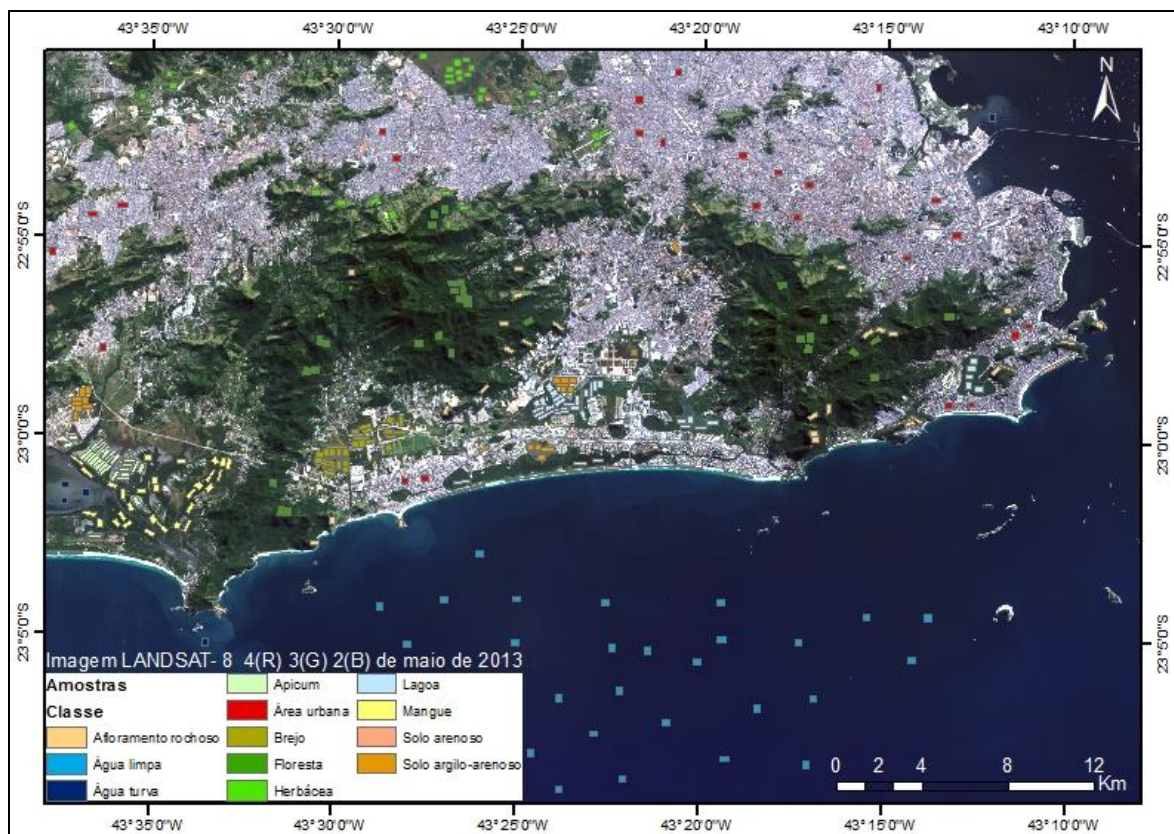 43°35'0"W 43°30'0"W 43°25'0"W 43°20'0"W 43°15'0"W 43°10'0"W
N
22°55'0"S 22°55'0"S
23°0'0"S 23°0'0"S
23°5'0"S 23°5'0"S
Imagem LANDSAT- 8 4(R) 3(G) 2(B) de maio de 2013
Amostras
Classe
Afloramento rochoso
Água limpa
Água turva
Apicum
Área urbana
Brejo
Floresta
Herbácea
Lagoa
Mangue
Solo arenoso
Solo argilo-arenoso
0 2 4 8 12
Km
43°35'0"W 43°30'0"W 43°25'0"W 43°20'0"W 43°15'0"W 43°10'0"W